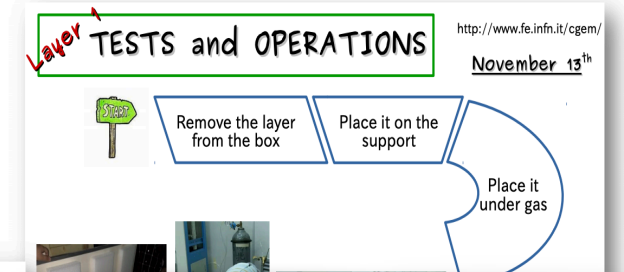 Layer 1
TESTS and OPERATIONS
http://www.fe.infn.it/cgem/
November 13th
START
Remove the layer
from the box
Place it on the
support
Place it
under gas